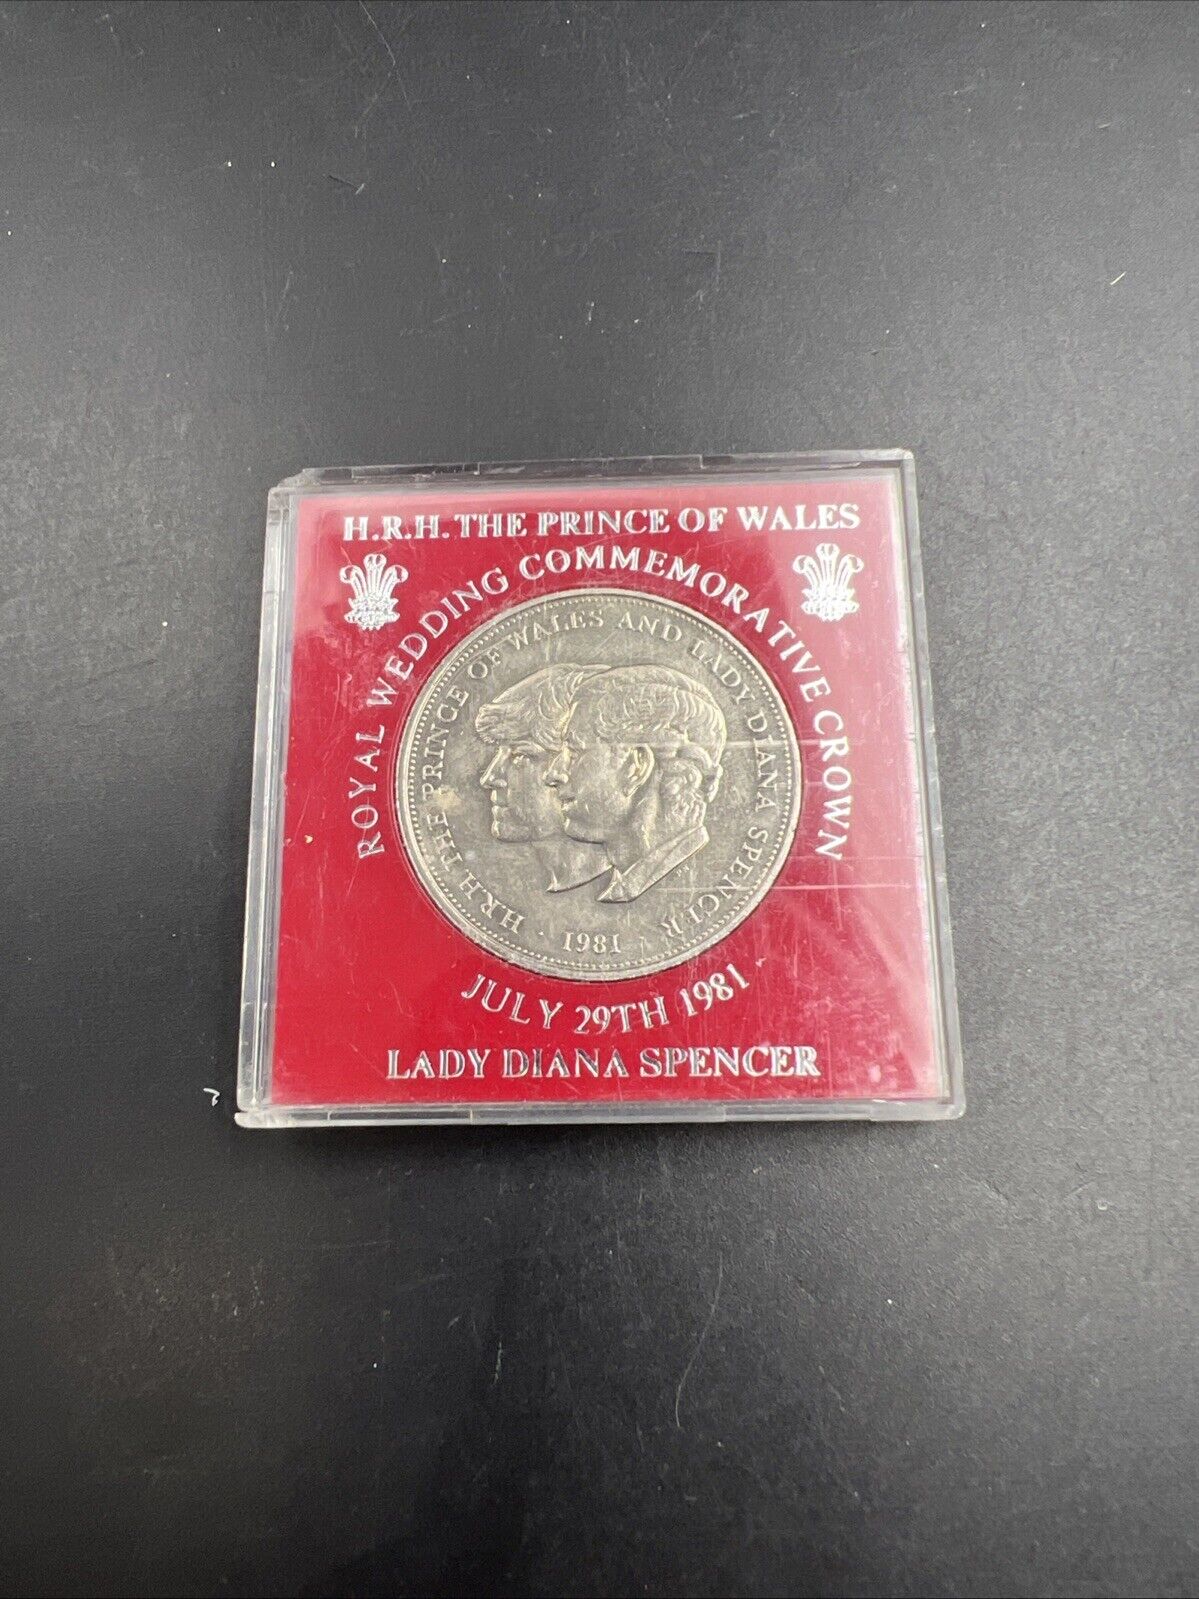 H.R.H. THE PRINCE OF WALES
ROYAL WEDDING COMMEMORATIVE CROWN
H.R.H. THE PRINCE OF WALES AND LADY DIANA SPENCER
· 1981 ·
JULY 29TH 1981
LADY DIANA SPENCER